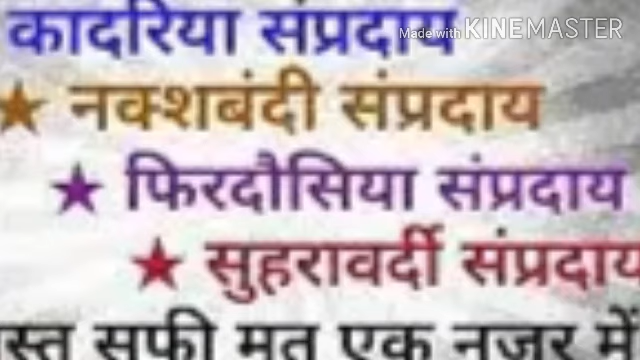 कादरिया संप्रदाय
Made with KINEMASTER
★ नक्शबंदी संप्रदाय
★ फिरदौसिया संप्रदाय
★ सुहरावर्दी संप्रदाय
मत एक नजर में